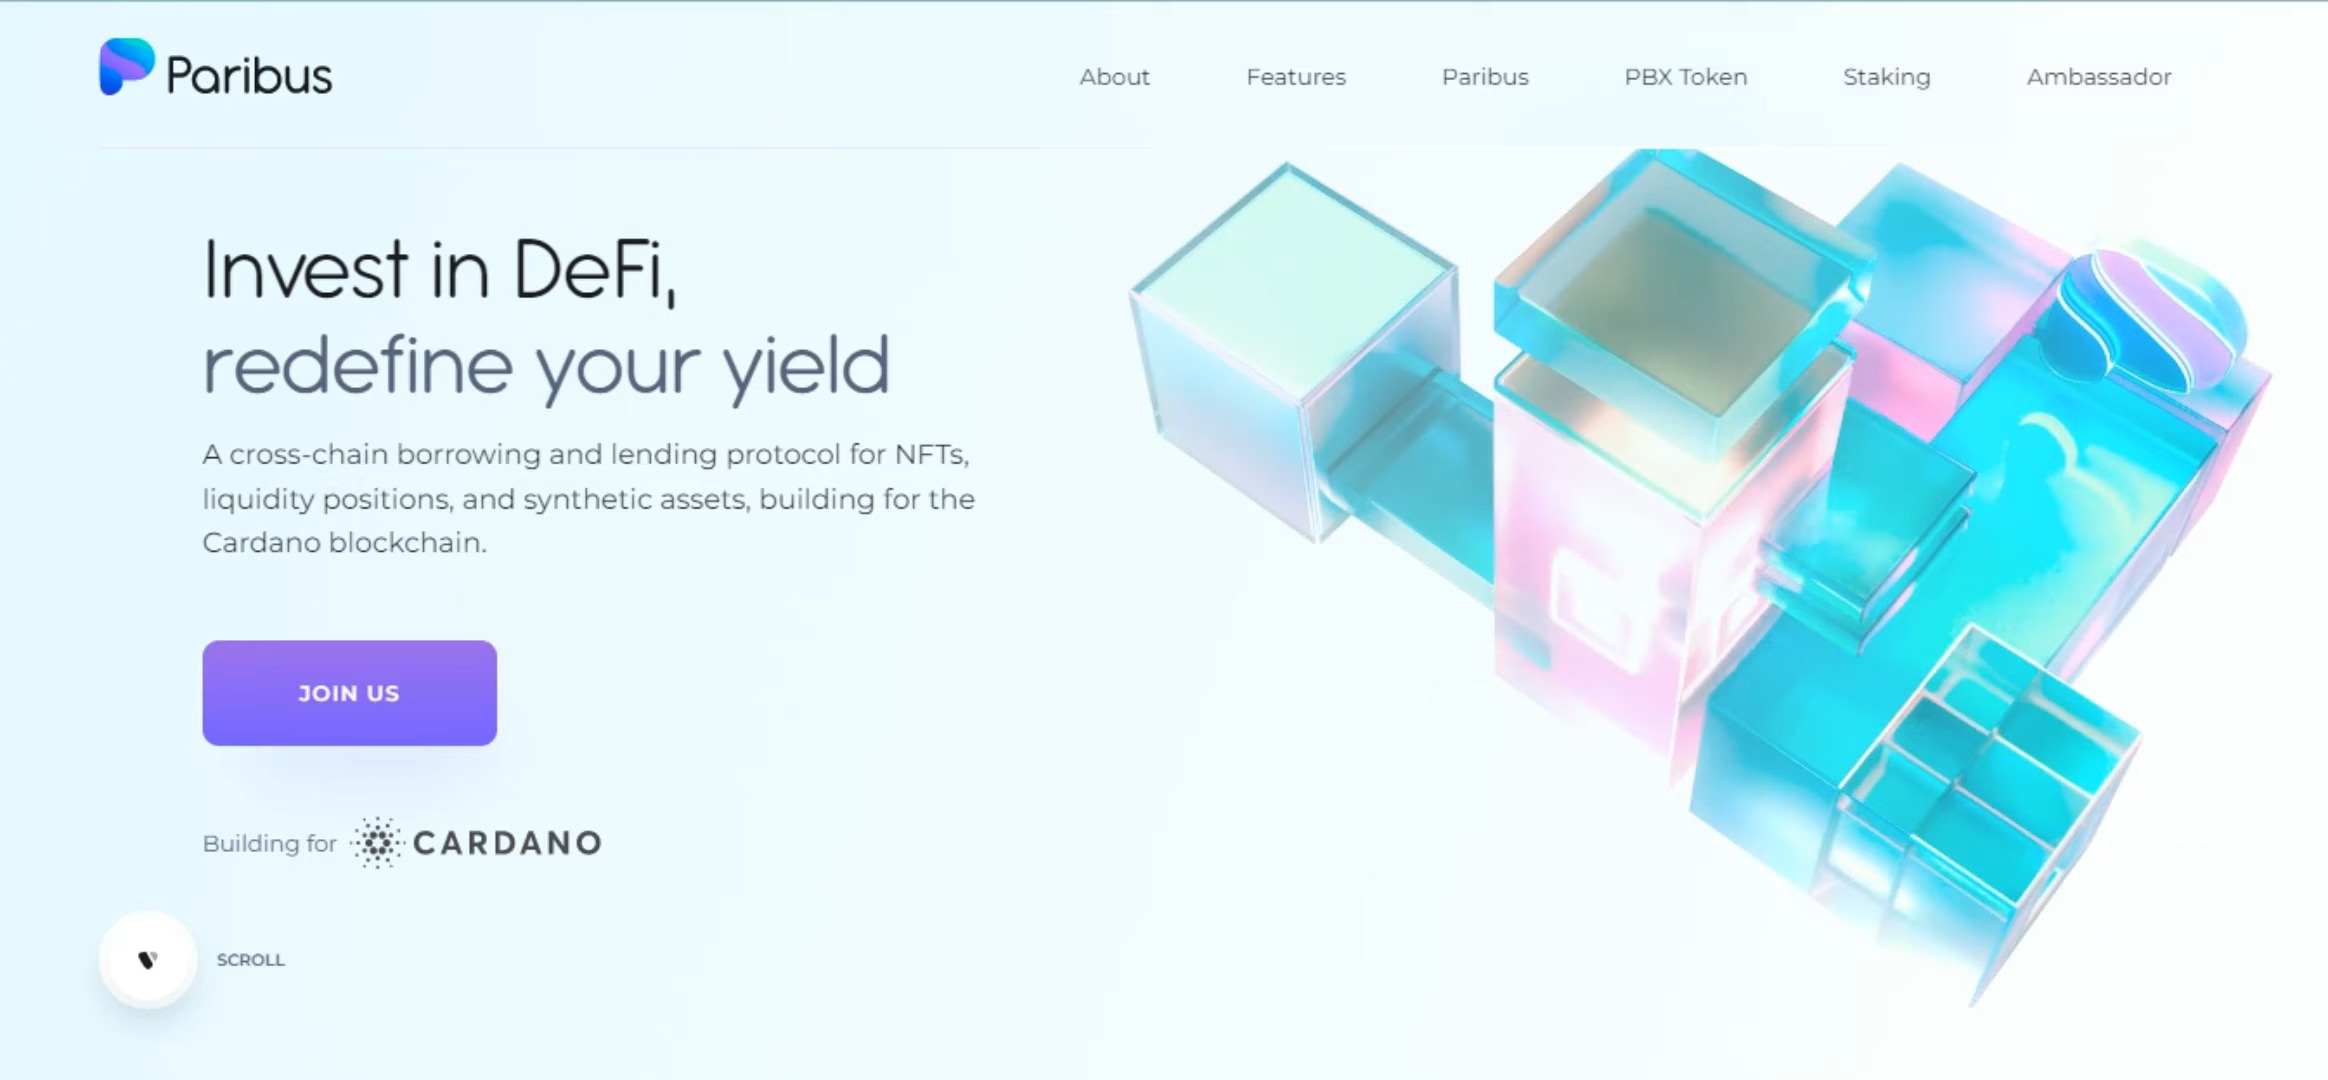 Paribus
About Features Paribus PBX Token Staking Ambassador
Invest in DeFi,
redefine your yield
A cross-chain borrowing and lending protocol for NFTs,
liquidity positions, and synthetic assets, building for the
Cardano blockchain.
JOIN US
Building for CARDANO
SCROLL